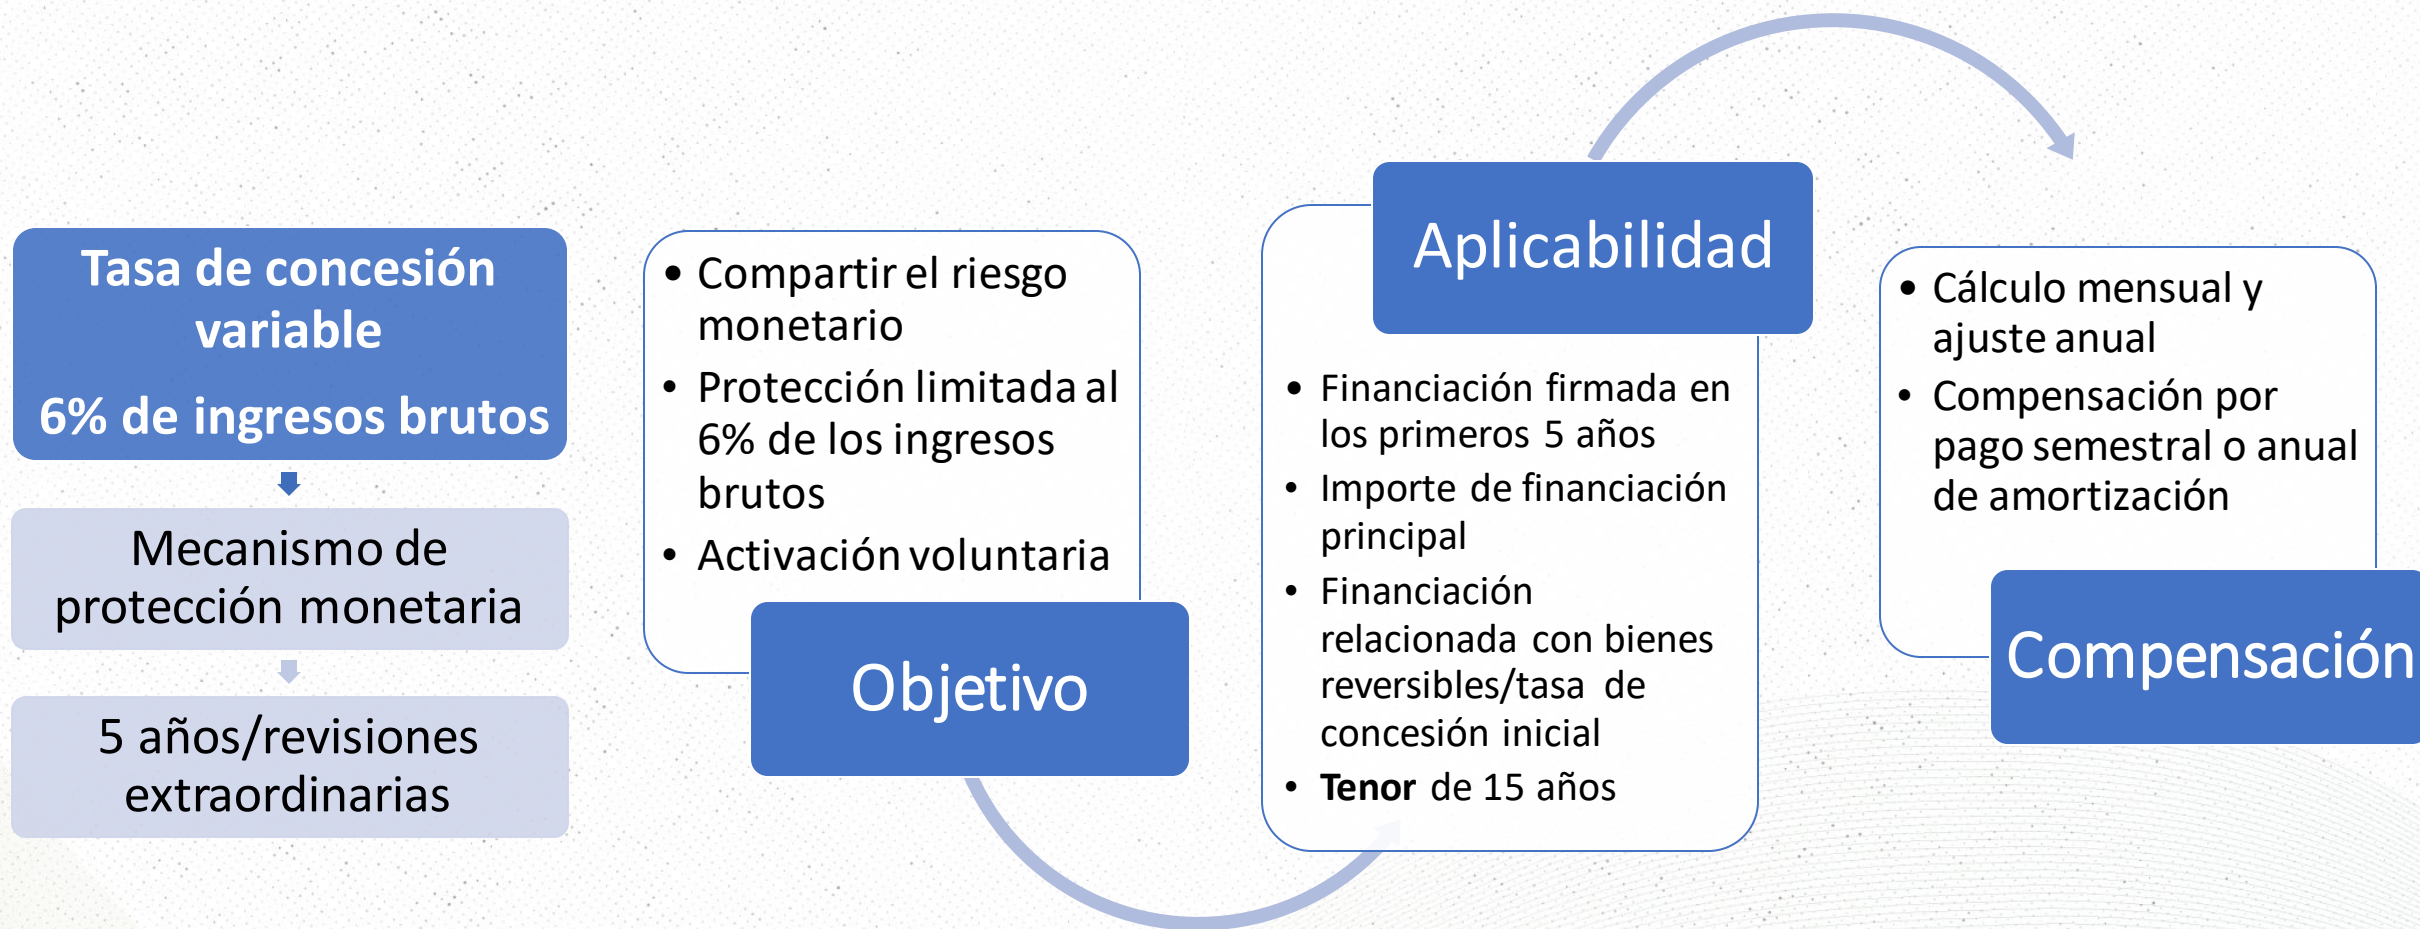 Tasa de concesión
variable
6% de ingresos brutos
Mecanismo de
protección monetaria
5 años/revisiones
extraordinarias
• Compartir el riesgo
monetario
• Protección limitada al
6% de los ingresos
brutos
• Activación voluntaria
Objetivo
Aplicabilidad
• Financiación firmada en
los primeros 5 años
• Importe de financiación
principal
• Financiación
relacionada con bienes
reversibles/tasa de
concesión inicial
• Tenor de 15 años
• Cálculo mensual y
ajuste anual
• Compensación por
pago semestral o anual
de amortización
Compensación